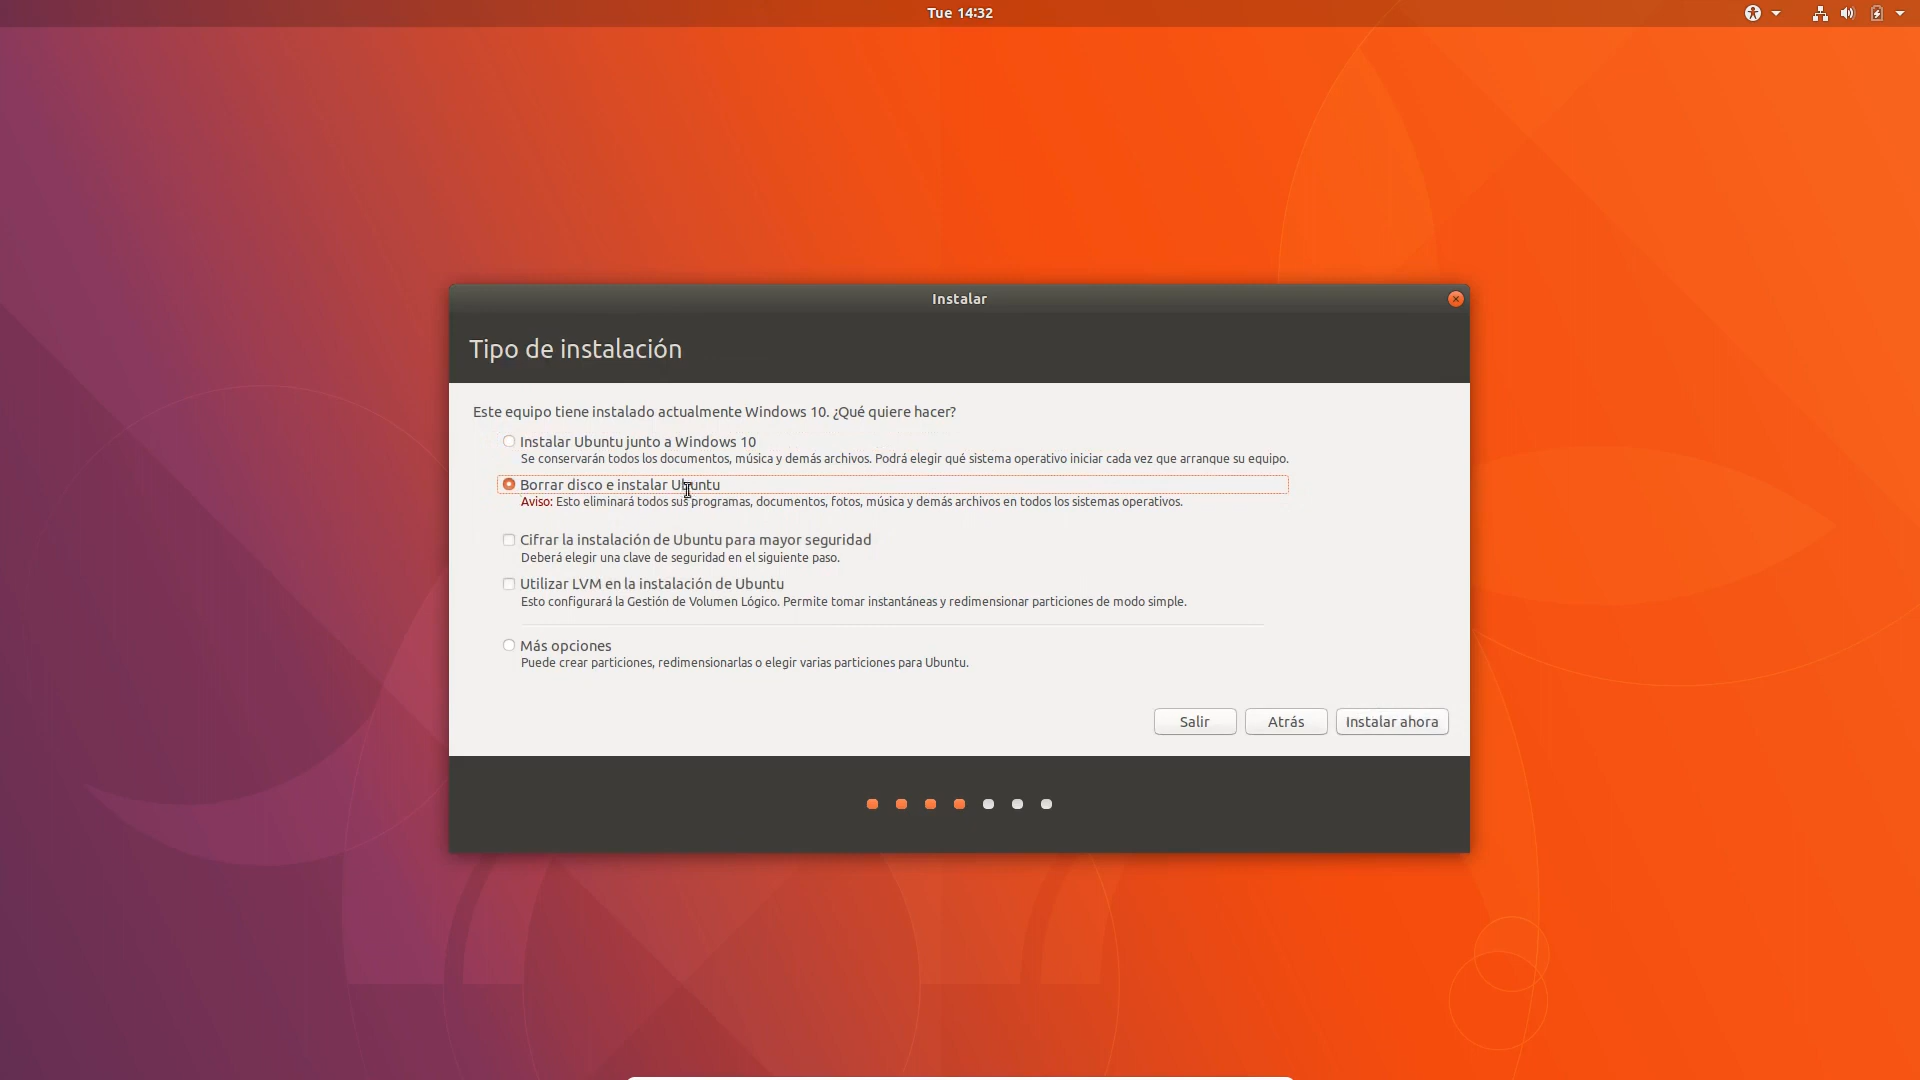 Tue 14:32
Instalar
Tipo de instalación
Este equipo tiene instalado actualmente Windows 10. ¿Qué quiere hacer?
Instalar Ubuntu junto a Windows 10
Se conservarán todos los documentos, música y demás archivos. Podrá elegir qué sistema operativo iniciar cada vez que arranque su equipo.
Borrar disco e instalar Ubuntu
Aviso: Esto eliminará todos sus programas, documentos, fotos, música y demás archivos en todos los sistemas operativos.
Cifrar la instalación de Ubuntu para mayor seguridad
Deberá elegir una clave de seguridad en el siguiente paso.
Utilizar LVM en la instalación de Ubuntu
Esto configurará la Gestión de Volumen Lógico. Permite tomar instantáneas y redimensionar particiones de modo simple.
Más opciones
Puede crear particiones, redimensionarlas o elegir varias particiones para Ubuntu.
Salir
Atrás
Instalar ahora